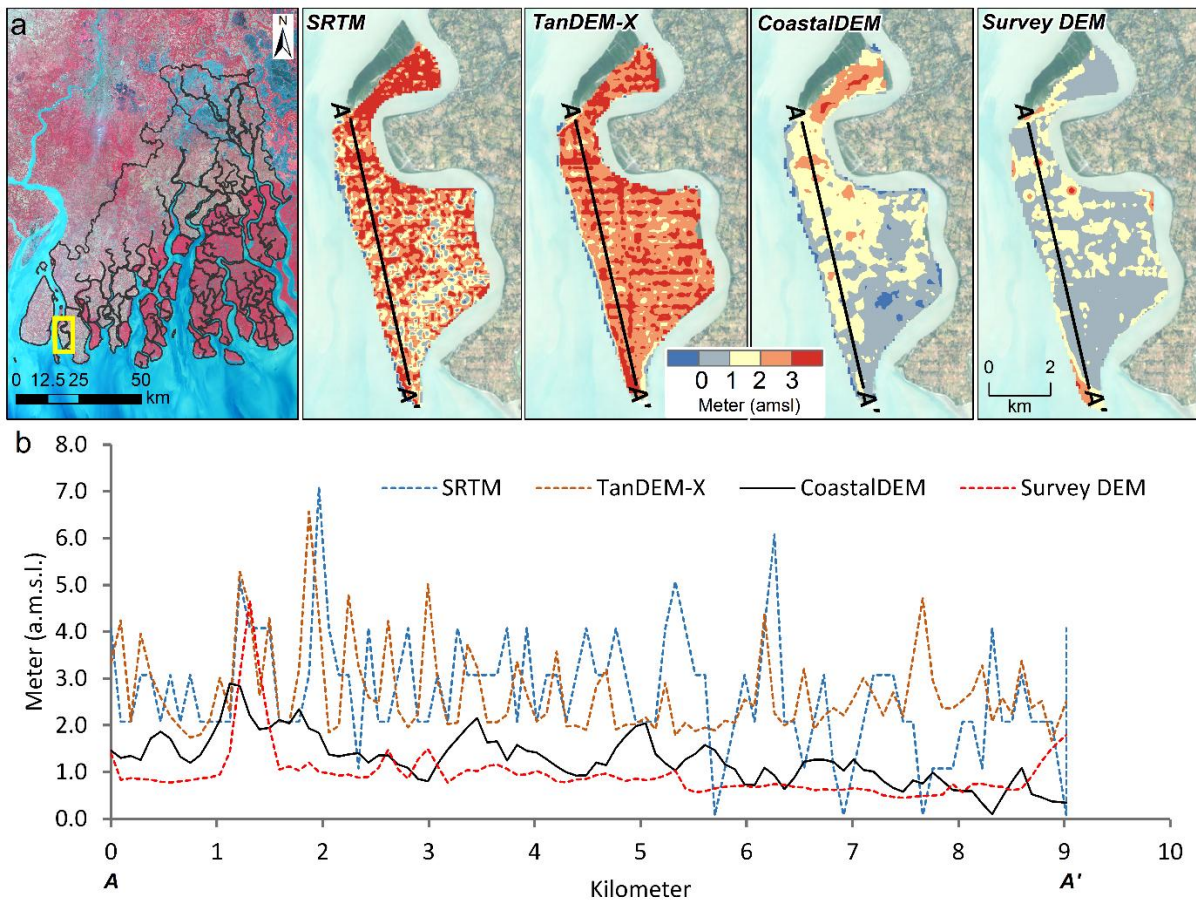 a
N
SRTM
TanDEM-X
CoastalDEM
Survey DEM
A
A
A
A
A'
A'
A'
A'
0 12.5 25 50
km
0 1 2 3
Meter (amsl)
0 2
km
b
8.0
7.0
6.0
5.0
4.0
3.0
2.0
1.0
0.0
Meter (a.m.s.l.)
SRTM TanDEM-X CoastalDEM Survey DEM
0 1 2 3 4 5 6 7 8 9 10
A Kilometer A'